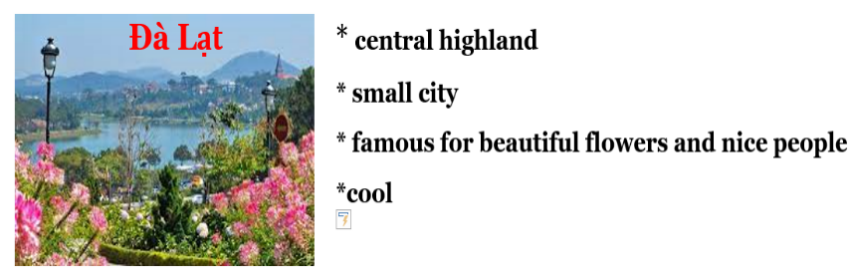 Đà Lạt
* central highland
* small city
* famous for beautiful flowers and nice people
*cool